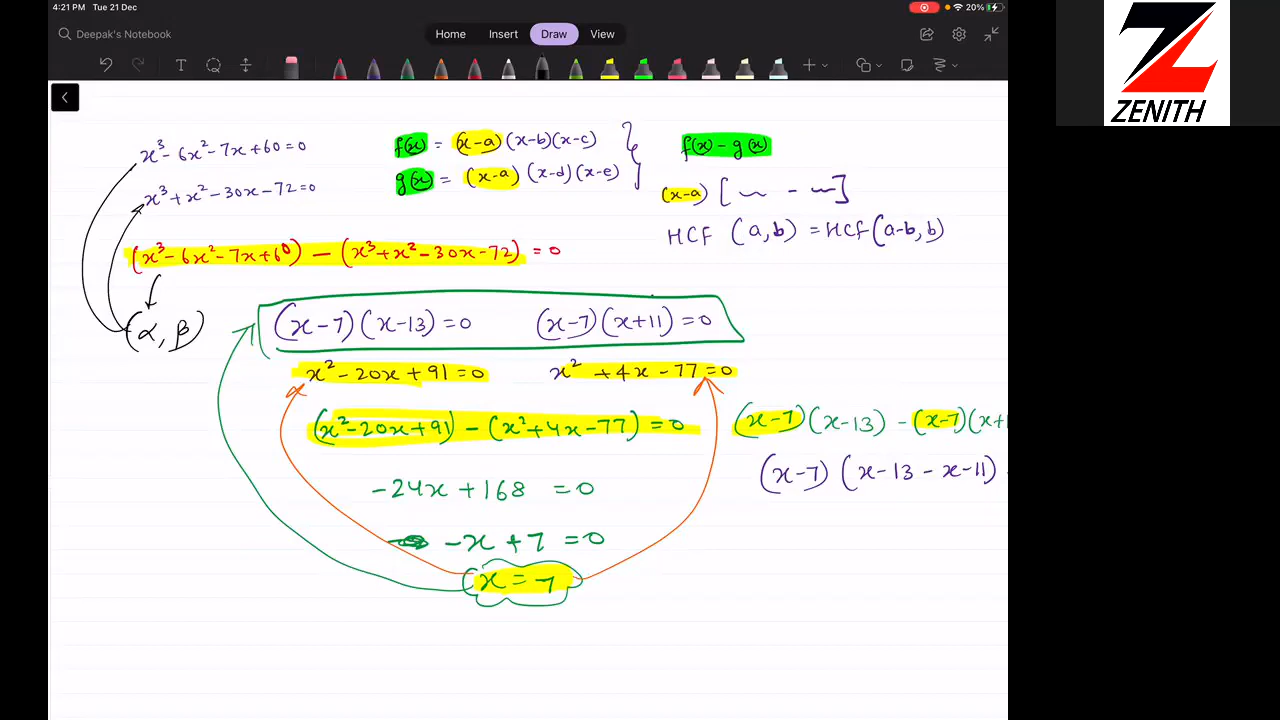 4:21 PM Tue 21 Dec
20%
Deepak's Notebook
Home Insert Draw View
ZENITH
x³ - 6x² - 7x + 60 = 0
x³ + x² - 30x - 72 = 0
f(x) = (x-a) (x-b)(x-c)
g(x) = (x-a) (x-d)(x-e)
f(x) - g(x)
(x-a) [ ~ - ~ ]
HCF (a,b) = HCF(a-b, b)
(x³ - 6x² - 7x + 60) - (x³ + x² - 30x - 72) = 0
(α, β)
(x-7)(x-13) = 0 (x-7)(x+11) = 0
x² - 20x + 91 = 0 x² + 4x - 77 = 0
(x² - 20x + 91) - (x² + 4x - 77) = 0
(x-7)(x-13) - (x-7)(x+1
-24x + 168 = 0
(x-7) (x-13-x-11)
-x + 7 = 0
x = 7